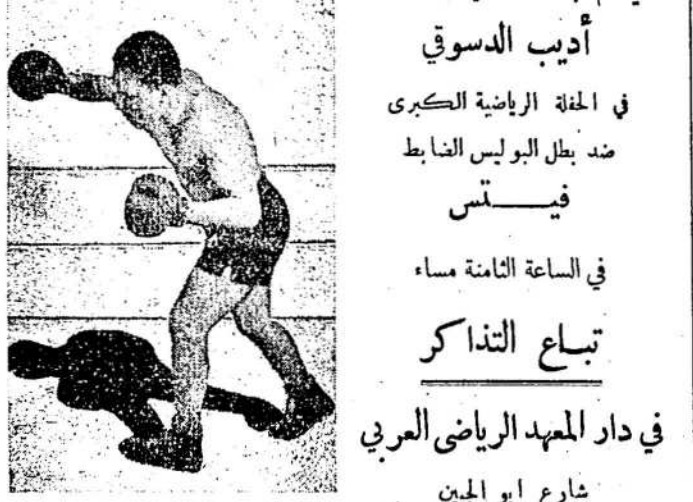 أديب الدسوقي
في الحفلة الرياضية الكبرى
ضد بطل البوليس الضابط
فيتس
في الساعة الثامنة مساء
تباع التذاكر
في دار المعهد الرياضى العربي
شارع ابو الجبن